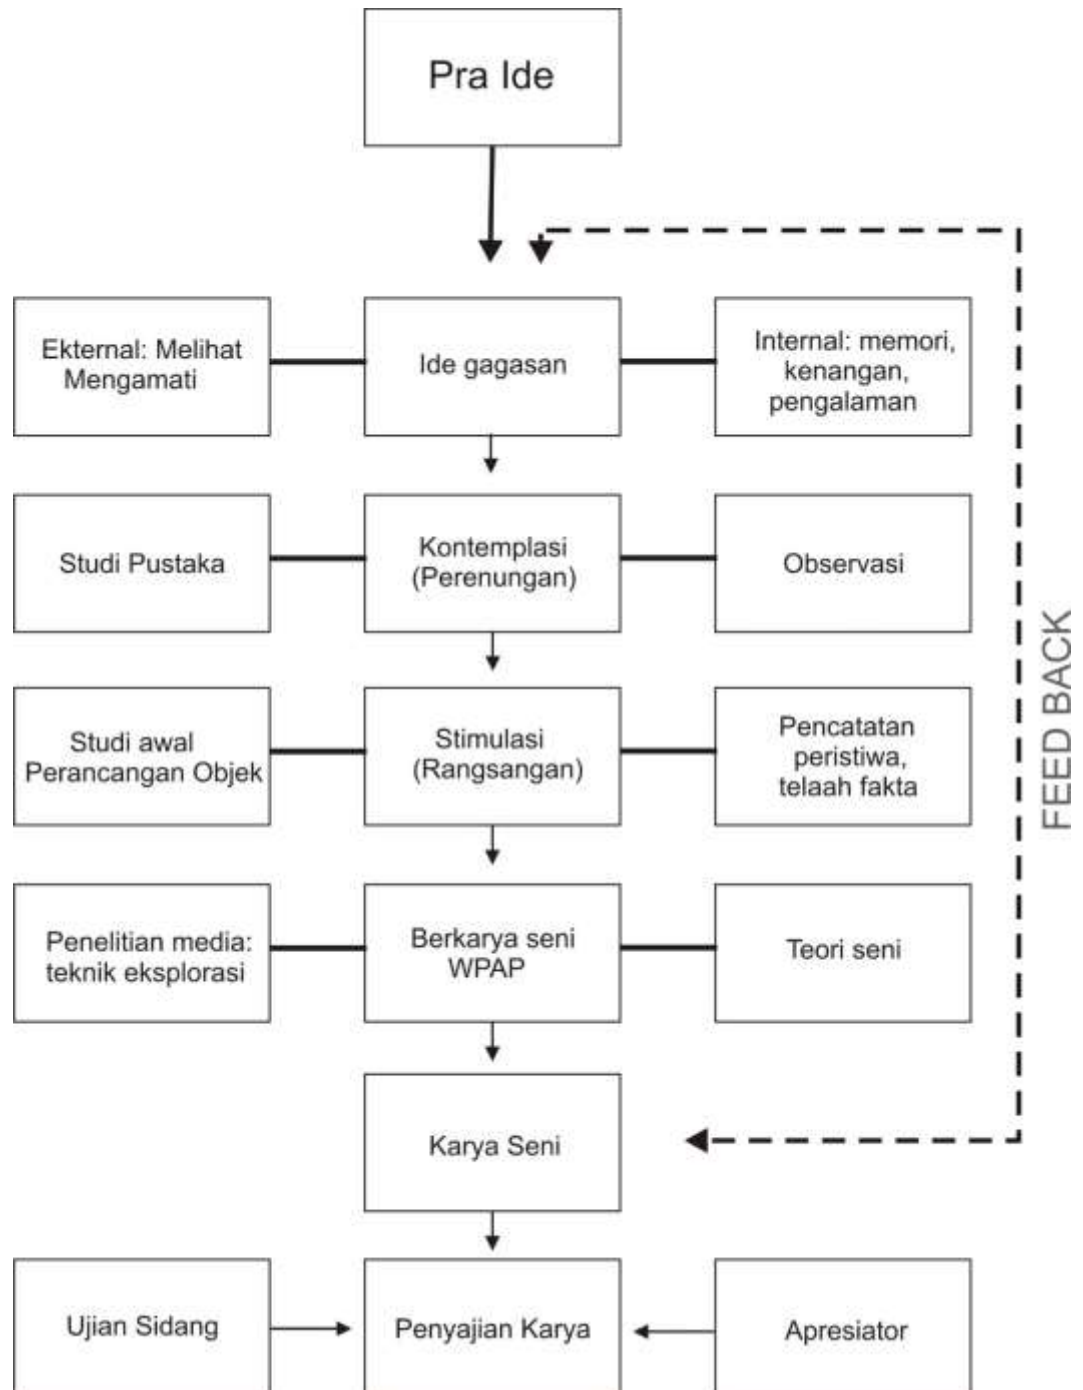 Pra Ide
Ekternal: Melihat
Mengamati
Ide gagasan
Internal: memori,
kenangan,
pengalaman
Studi Pustaka
Kontemplasi
(Perenungan)
Observasi
Studi awal
Perancangan Objek
Stimulasi
(Rangsangan)
Pencatatan
peristiwa,
telaah fakta
FEED BACK
Penelitian media:
teknik eksplorasi
Berkarya seni
WPAP
Teori seni
Karya Seni
Ujian Sidang
Penyajian Karya
Apresiator